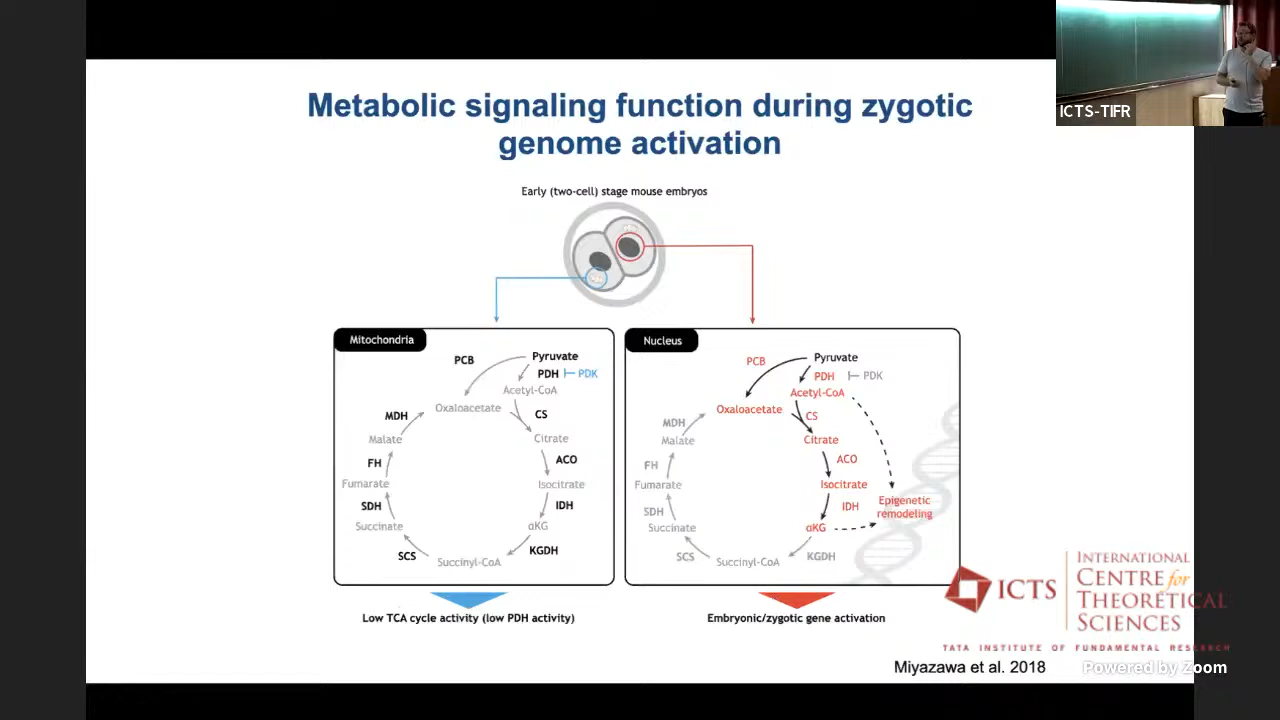 Metabolic signaling function during zygotic
genome activation
ICTS-TIFR
Early (two-cell) stage mouse embryos
Mitochondria
PCB
Pyruvate
PDH
PDK
Acetyl-CoA
Oxaloacetate
CS
MDH
Citrate
Malate
ACO
FH
Fumarate
Isocitrate
IDH
SDH
Succinate
αKG
KGDH
SCS
Succinyl-CoA
Low TCA cycle activity (low PDH activity)
Nucleus
PCB
Pyruvate
PDH
PDK
Acetyl-CoA
Oxaloacetate
CS
MDH
Citrate
Malate
ACO
FH
Fumarate
Isocitrate
IDH
Epigenetic
remodeling
SDH
Succinate
αKG
KGDH
SCS
Succinyl-CoA
Embryonic/zygotic gene activation
ICTS
INTERNATIONAL
CENTRE for
THEORETICAL
SCIENCES
TATA INSTITUTE OF FUNDAMENTAL RESEARCH
Miyazawa et al. 2018
Powered by Zoom